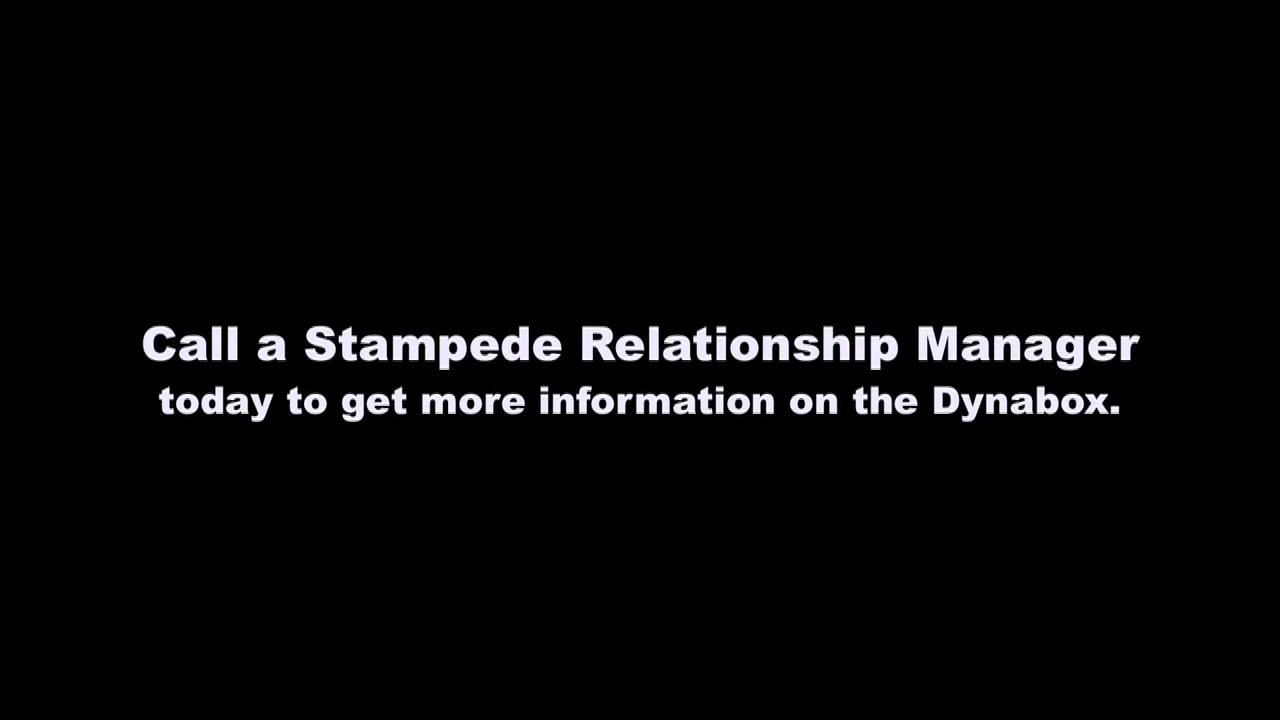 Call a Stampede Relationship Manager
today to get more information on the Dynabox.